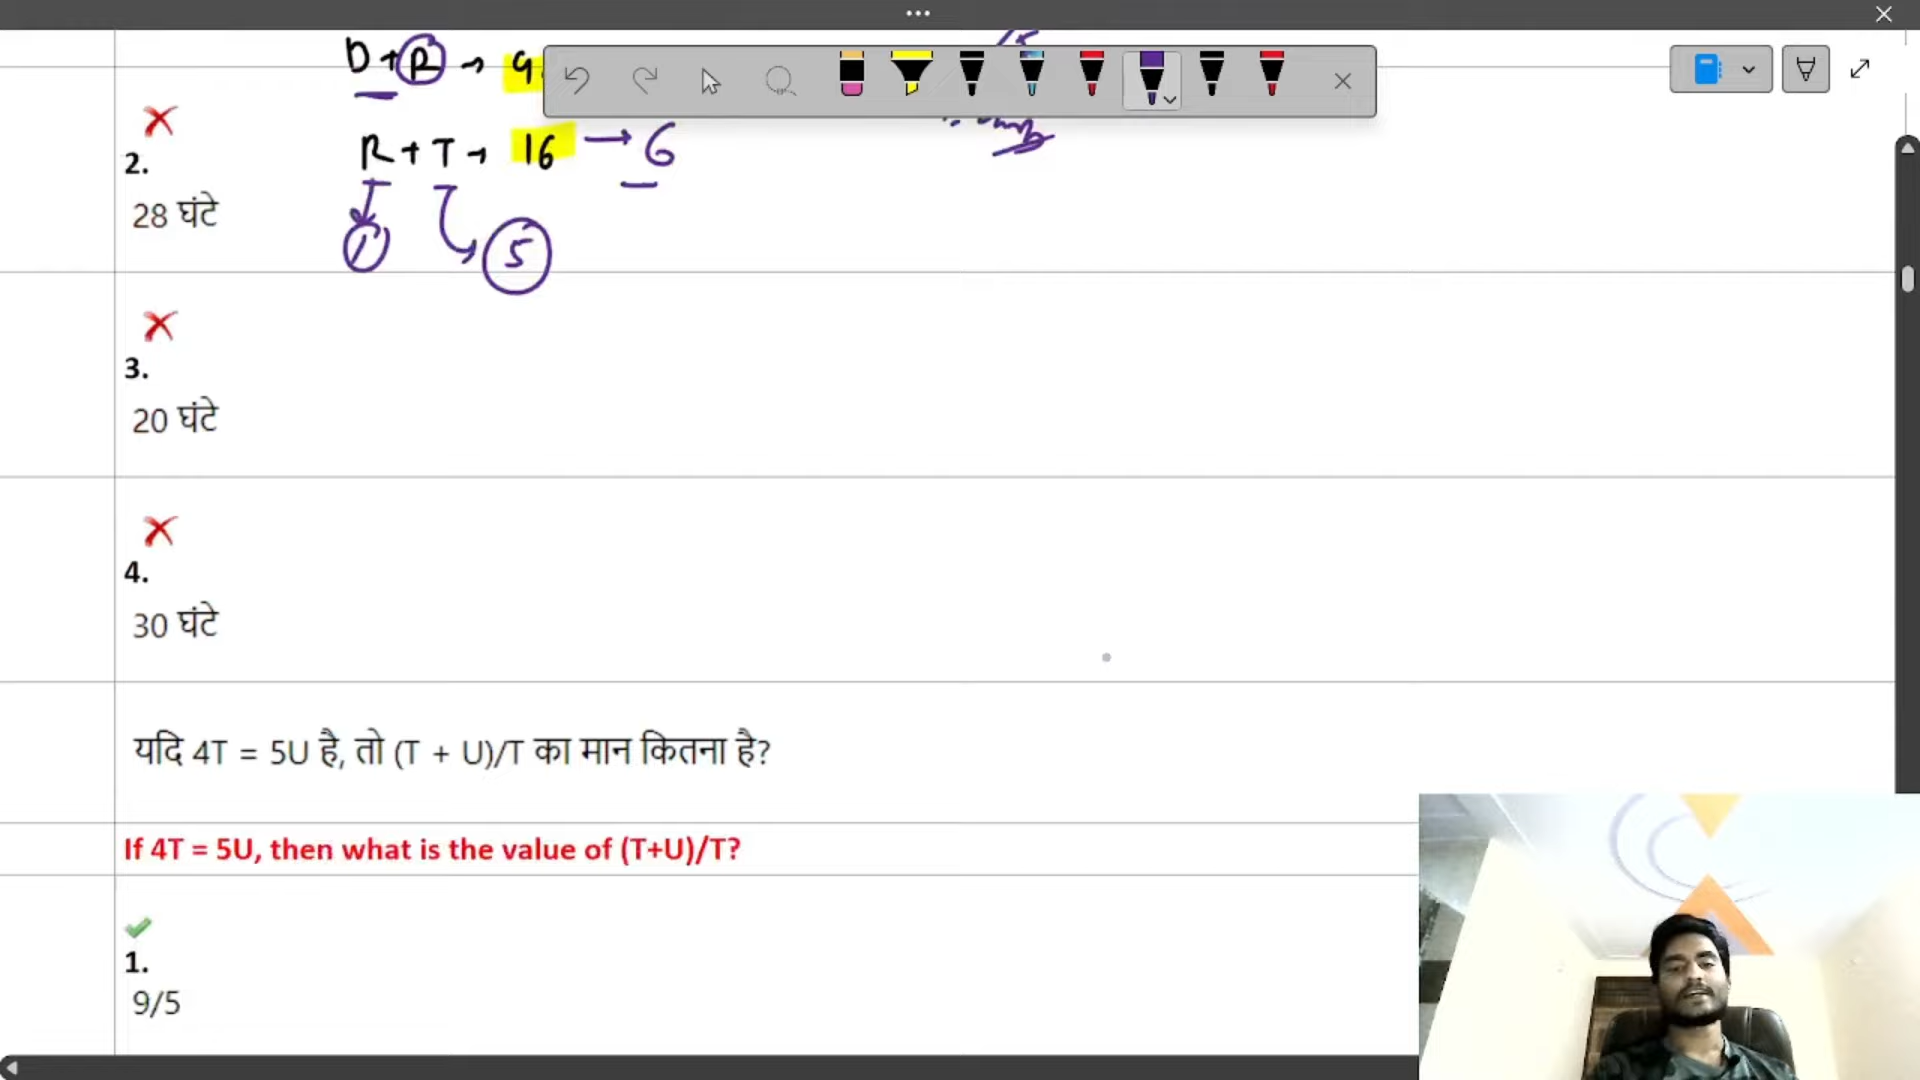 D + R → 9
2.
R + T → 16 → 6
28 घंटे
1 5
3.
20 घंटे
4.
30 घंटे
यदि 4T = 5U है, तो (T + U)/T का मान कितना है?
If 4T = 5U, then what is the value of (T+U)/T?
1.
9/5